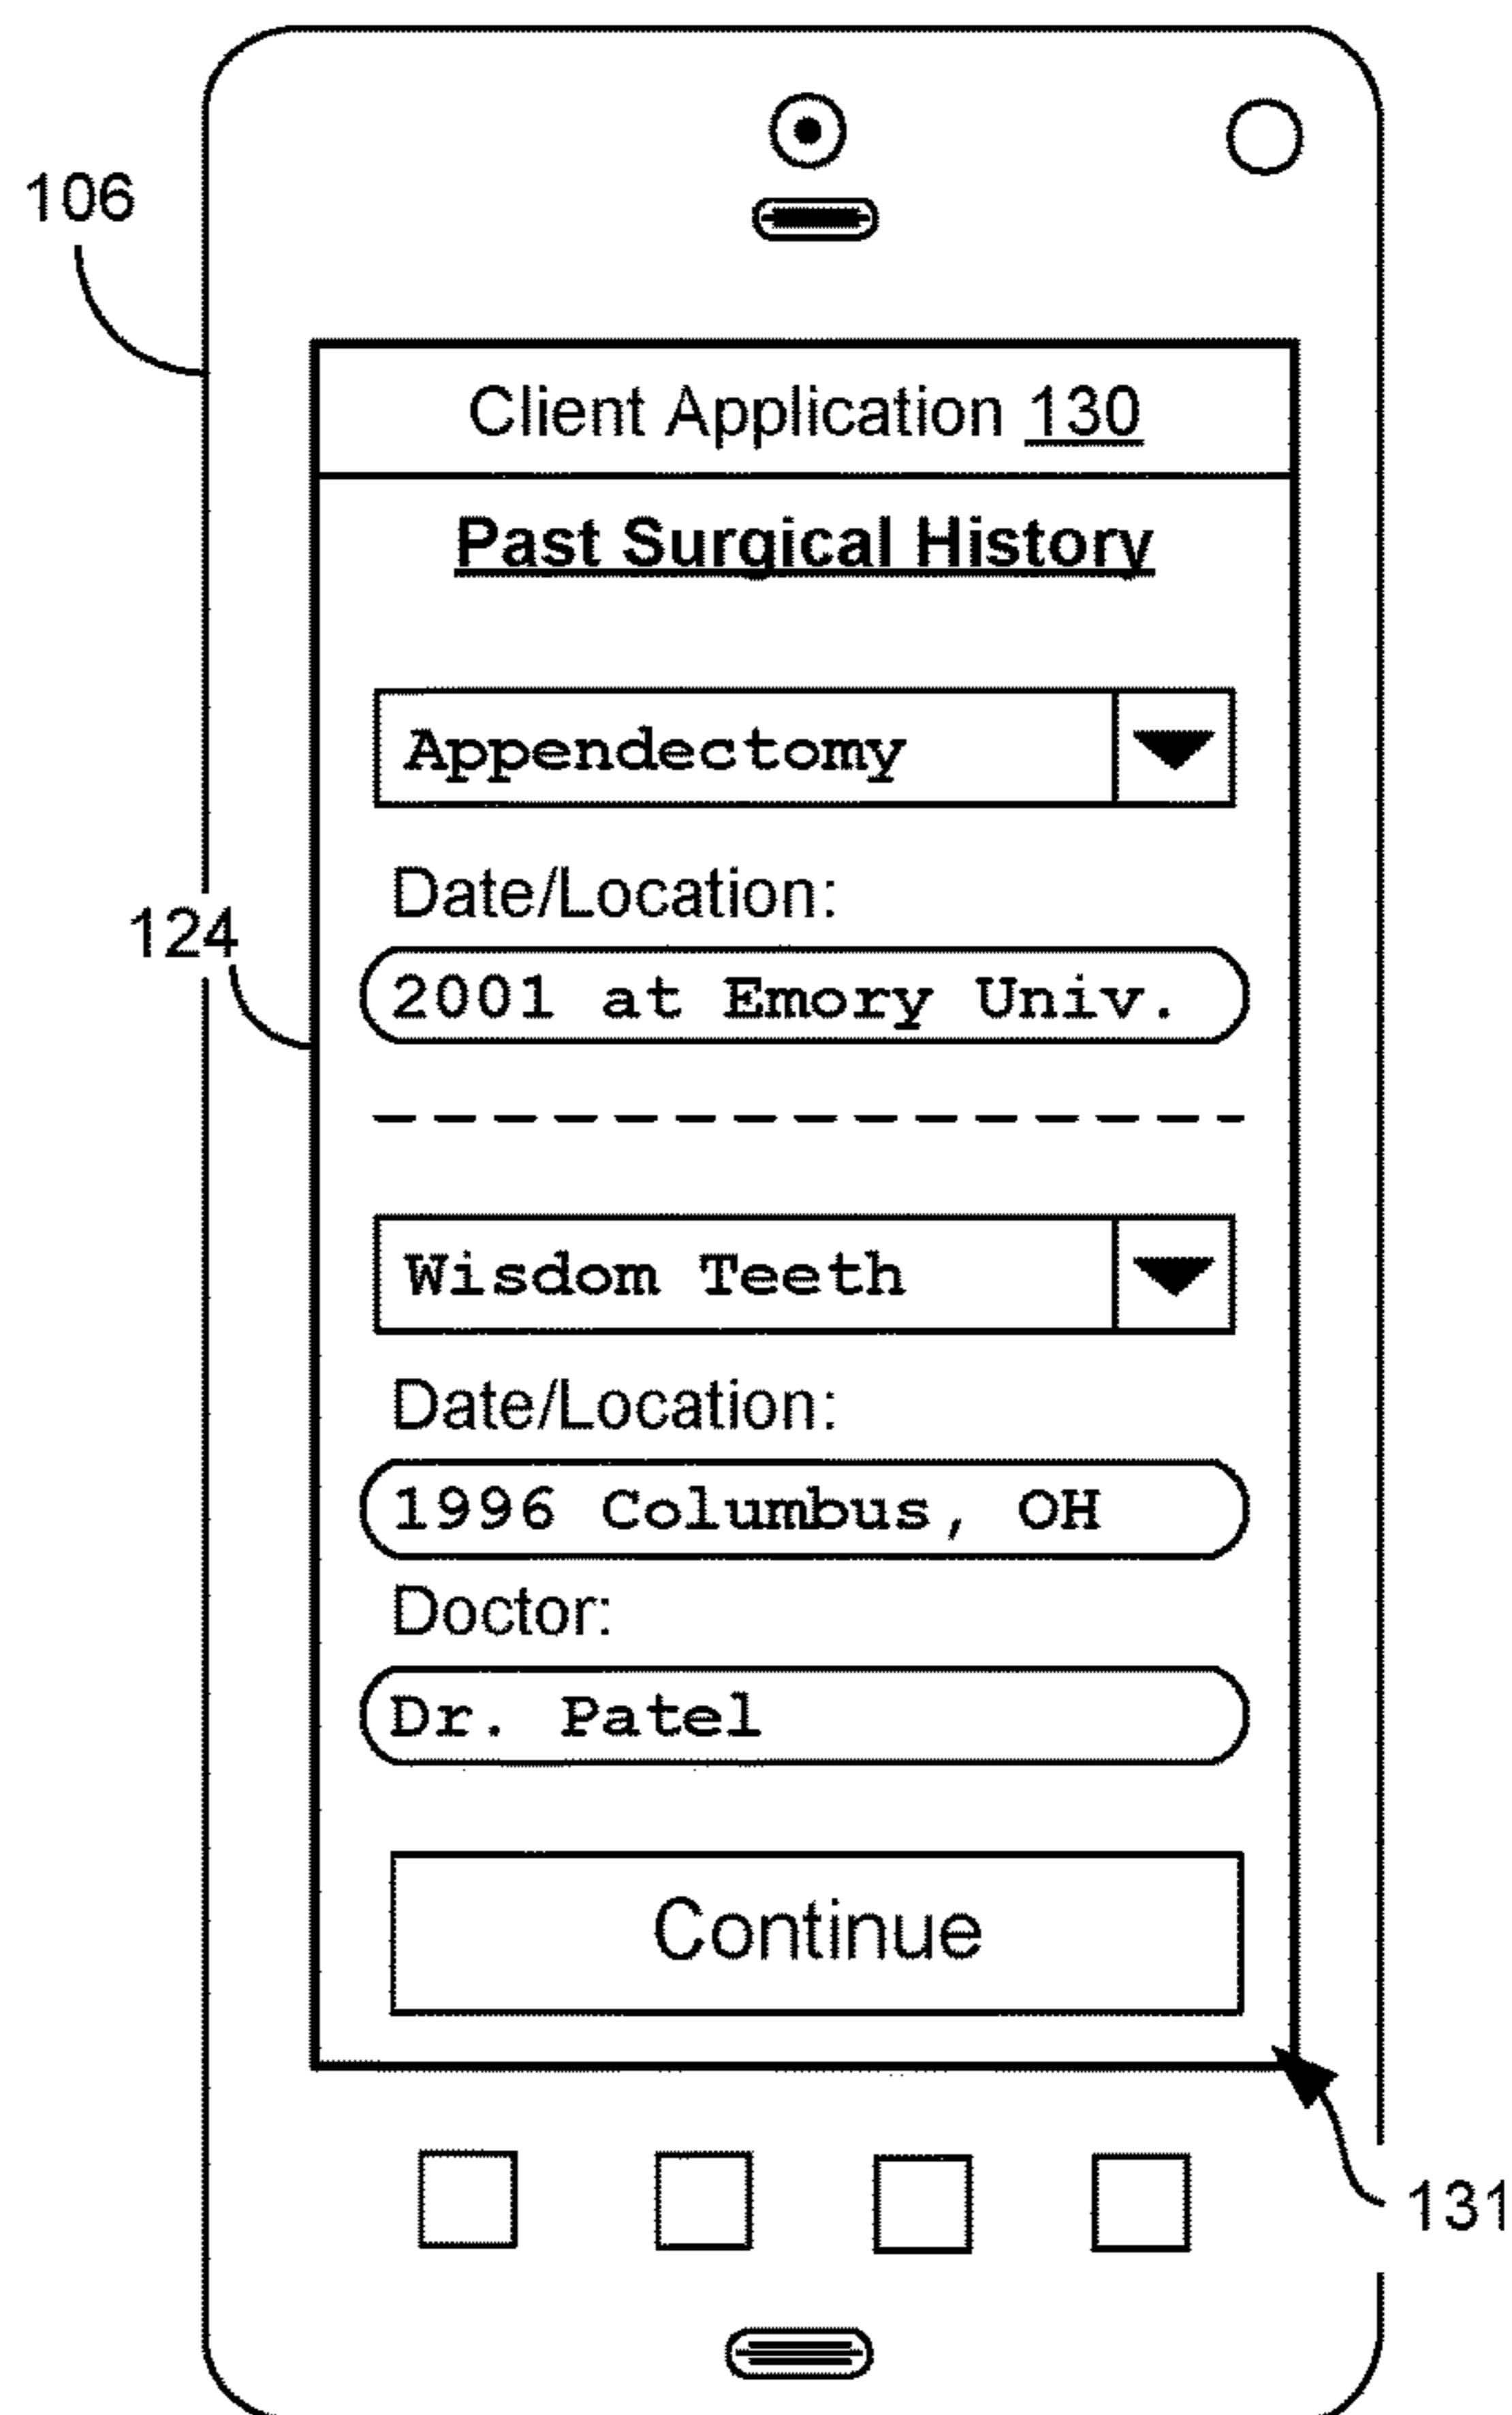 106
Client Application 130
Past Surgical History
Appendectomy
Date/Location:
124
2001 at Emory Univ.
Wisdom Teeth
Date/Location:
1996 Columbus, OH
Doctor:
Dr. Patel
Continue
131